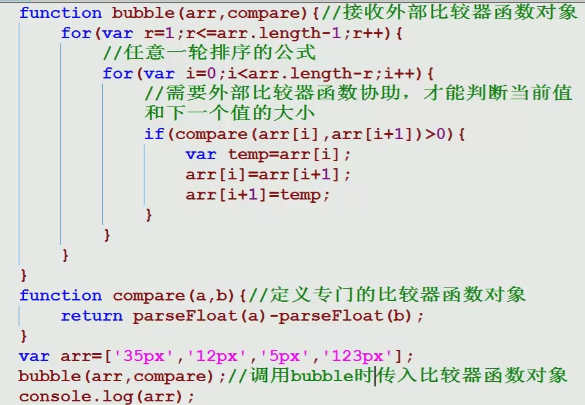 function bubble(arr,compare){//接收外部比较器函数对象
for(var r=1;r<=arr.length-1;r++){
//任意一轮排序的公式
for(var i=0;i<arr.length-r;i++){
//需要外部比较器函数协助，才能判断当前值
和下一个值的大小
if(compare(arr[i],arr[i+1])>0){
var temp=arr[i];
arr[i]=arr[i+1];
arr[i+1]=temp;
}
}
}
}
function compare(a,b){//定义专门的比较器函数对象
return parseFloat(a)-parseFloat(b);
}
var arr=['35px','12px','5px','123px'];
bubble(arr,compare);//调用bubble时传入比较器函数对象
console.log(arr);